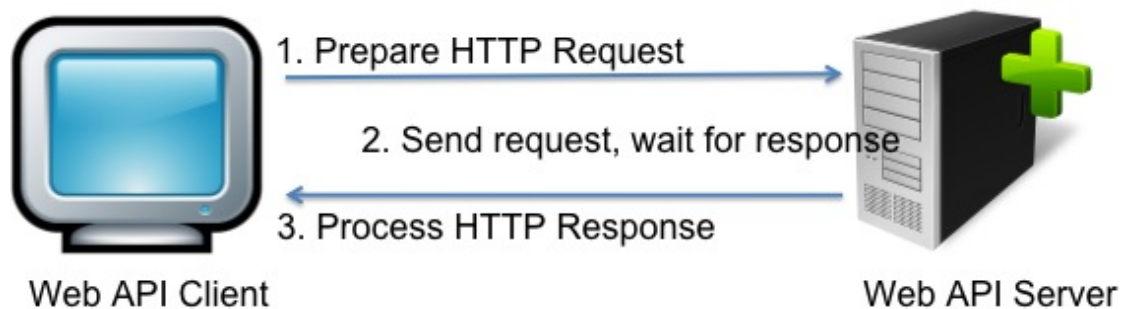 1. Prepare HTTP Request
2. Send request, wait for response
3. Process HTTP Response
Web API Client
Web API Server